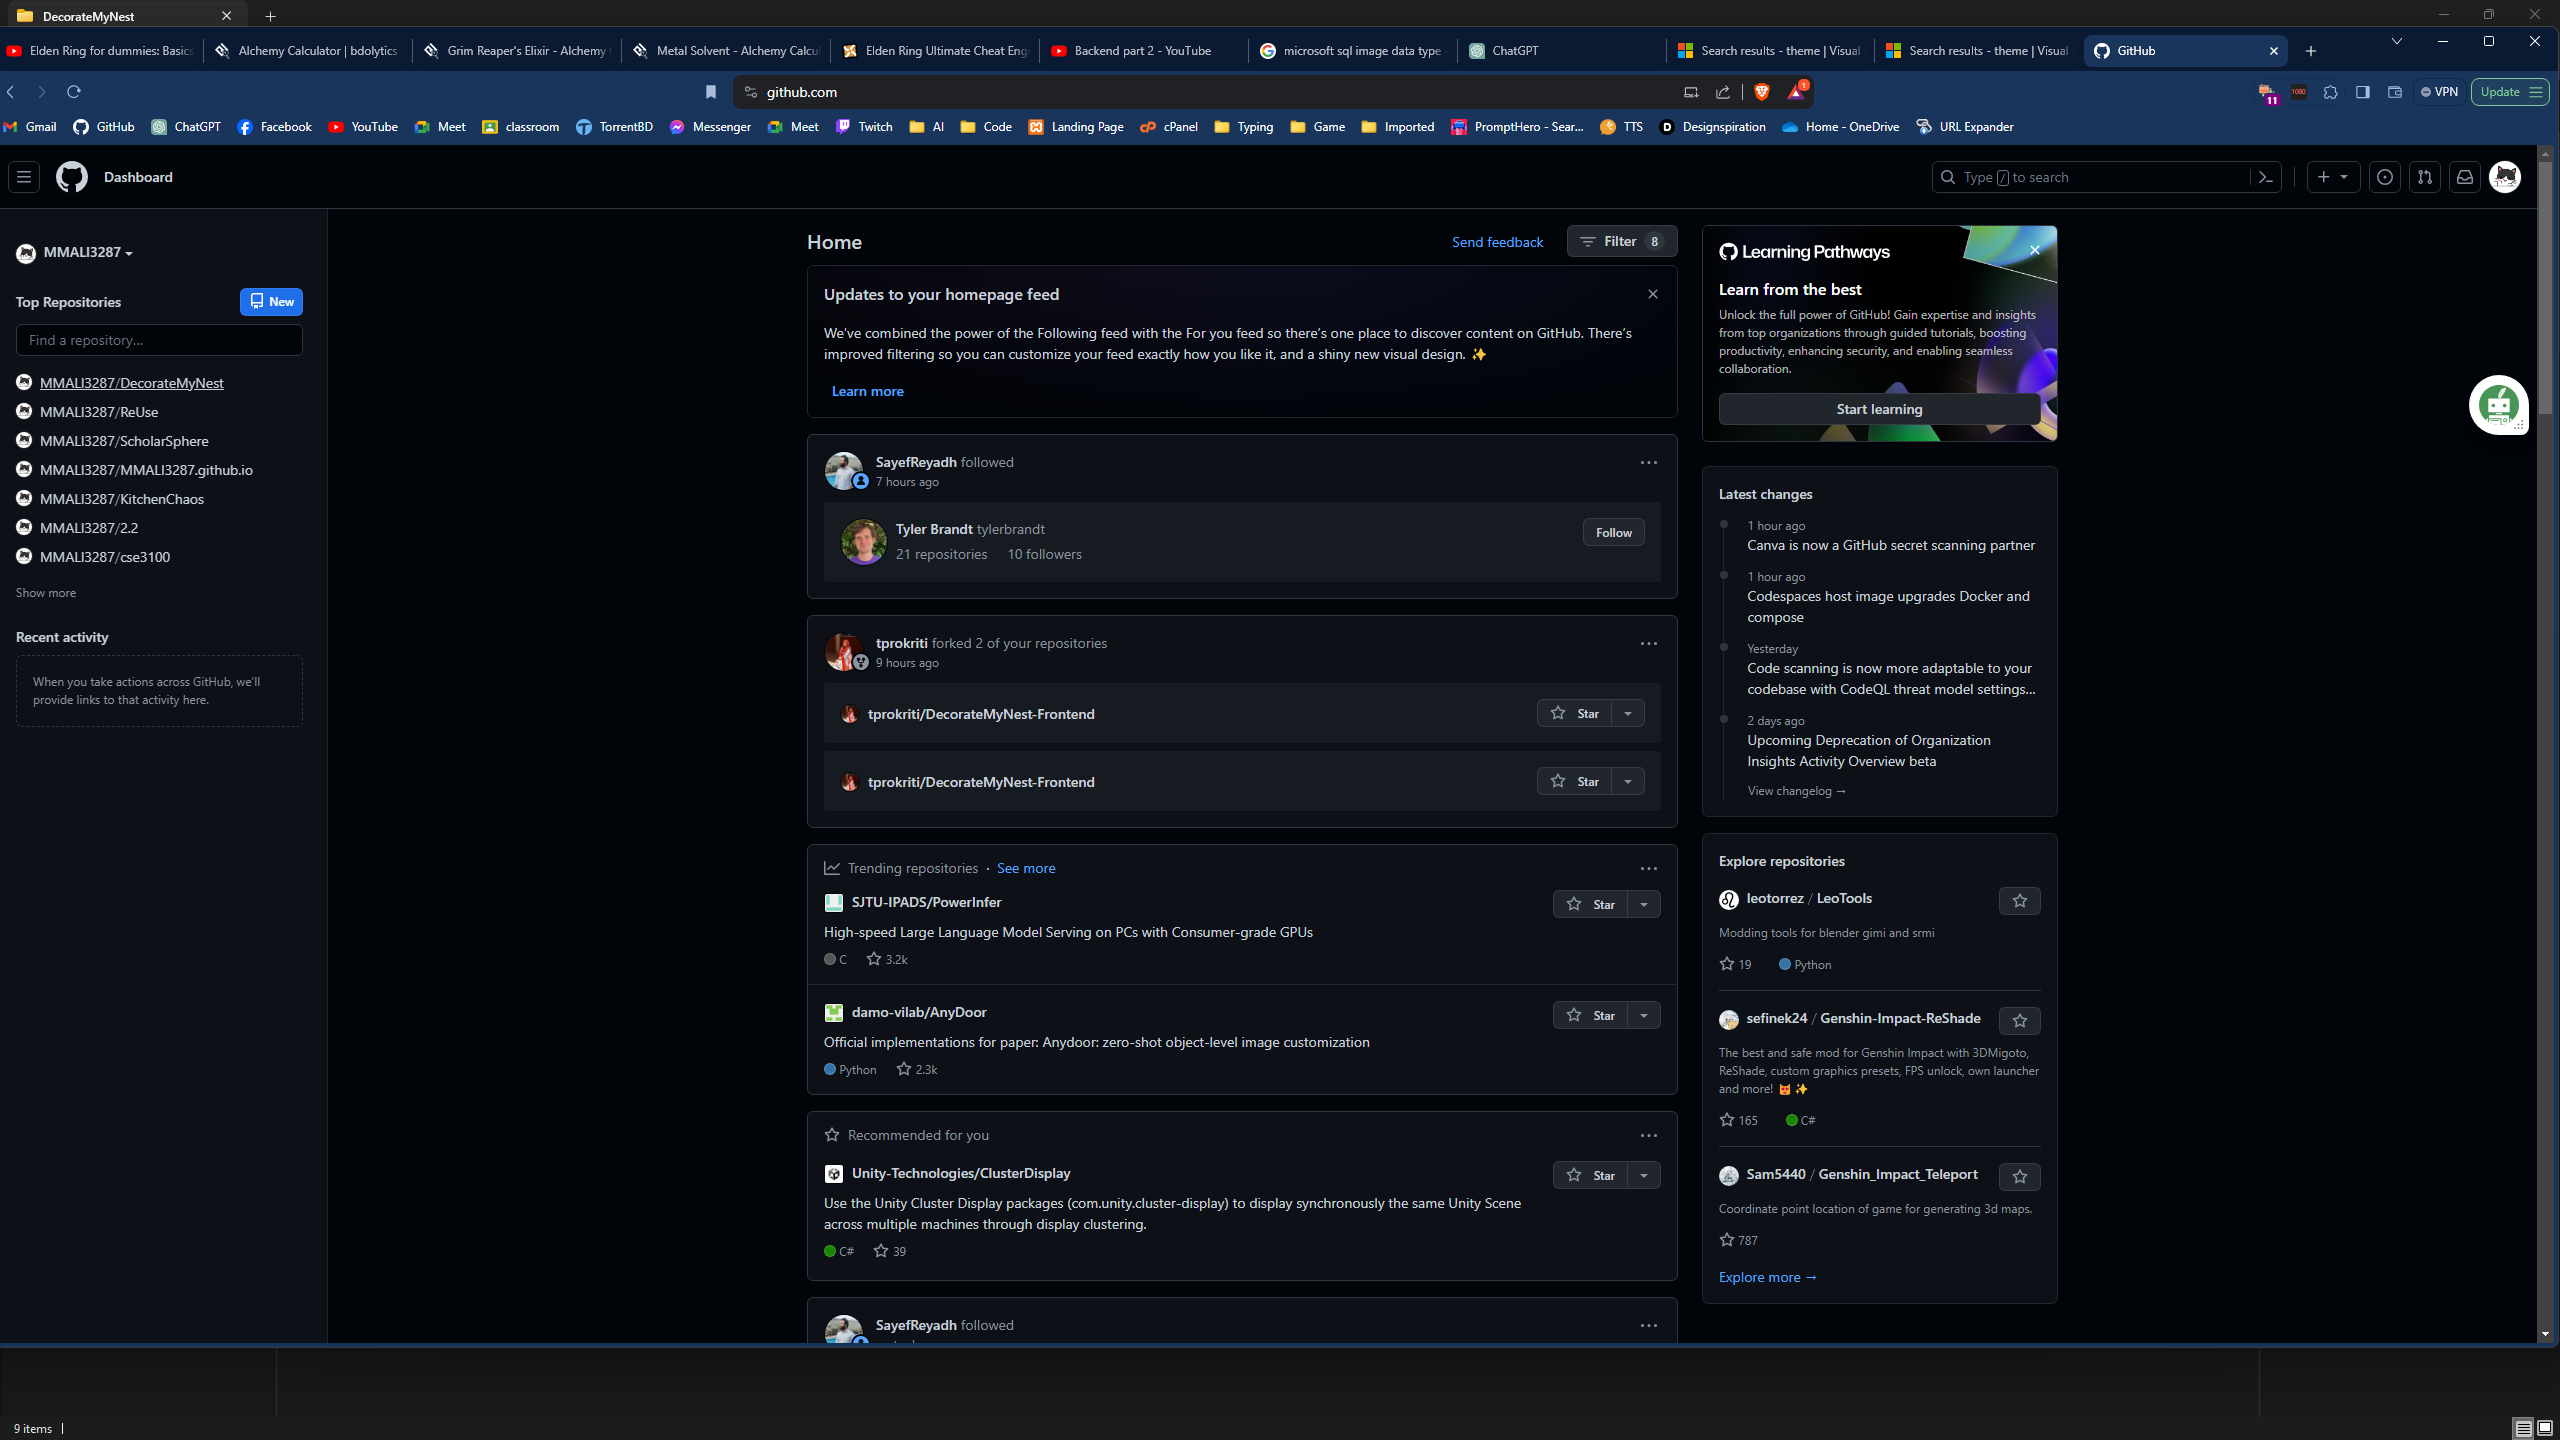 DecorateMyNest
Elden Ring for dummies: Basics
Alchemy Calculator | bdolytics
Grim Reaper's Elixir - Alchemy
Metal Solvent - Alchemy Calcu
Elden Ring Ultimate Cheat Eng
Backend part 2 - YouTube
microsoft sql image data type -
ChatGPT
Search results - theme | Visual
Search results - theme | Visual
GitHub
github.com
1
11
1080
VPN
Update
Gmail
GitHub
ChatGPT
Facebook
YouTube
Meet
classroom
TorrentBD
Messenger
Meet
Twitch
AI
Code
Landing Page
cPanel
Typing
Game
Imported
PromptHero - Sear...
TTS
Designspiration
Home - OneDrive
URL Expander
Dashboard
Type / to search
MMALI3287
Top Repositories
New
Find a repository...
MMALI3287/DecorateMyNest
MMALI3287/ReUse
MMALI3287/ScholarSphere
MMALI3287/MMALI3287.github.io
MMALI3287/KitchenChaos
MMALI3287/2.2
MMALI3287/cse3100
Show more
Recent activity
When you take actions across GitHub, we'll
provide links to that activity here.
Home
Send feedback
Filter 8
Updates to your homepage feed
We've combined the power of the Following feed with the For you feed so there's one place to discover content on GitHub. There's
improved filtering so you can customize your feed exactly how you like it, and a shiny new visual design. ✨
Learn more
SayefReyadh followed
7 hours ago
Tyler Brandt tylerbrandt
21 repositories 10 followers
Follow
tprokriti forked 2 of your repositories
9 hours ago
tprokriti/DecorateMyNest-Frontend
Star
tprokriti/DecorateMyNest-Frontend
Star
Trending repositories · See more
SJTU-IPADS/PowerInfer
Star
High-speed Large Language Model Serving on PCs with Consumer-grade GPUs
C 3.2k
damo-vilab/AnyDoor
Star
Official implementations for paper: Anydoor: zero-shot object-level image customization
Python 2.3k
Recommended for you
Unity-Technologies/ClusterDisplay
Star
Use the Unity Cluster Display packages (com.unity.cluster-display) to display synchronously the same Unity Scene
across multiple machines through display clustering.
C# 39
SayefReyadh followed
Learning Pathways
Learn from the best
Unlock the full power of GitHub! Gain expertise and insights
from top organizations through guided tutorials, boosting
productivity, enhancing security, and enabling seamless
collaboration.
Start learning
Latest changes
1 hour ago
Canva is now a GitHub secret scanning partner
1 hour ago
Codespaces host image upgrades Docker and
compose
Yesterday
Code scanning is now more adaptable to your
codebase with CodeQL threat model settings...
2 days ago
Upcoming Deprecation of Organization
Insights Activity Overview beta
View changelog →
Explore repositories
leotorrez / LeoTools
Modding tools for blender gimi and srmi
19 Python
sefinek24 / Genshin-Impact-ReShade
The best and safe mod for Genshin Impact with 3DMigoto,
ReShade, custom graphics presets, FPS unlock, own launcher
and more! 😻 ✨
165 C#
Sam5440 / Genshin_Impact_Teleport
Coordinate point location of game for generating 3d maps.
787
Explore more →
9 items